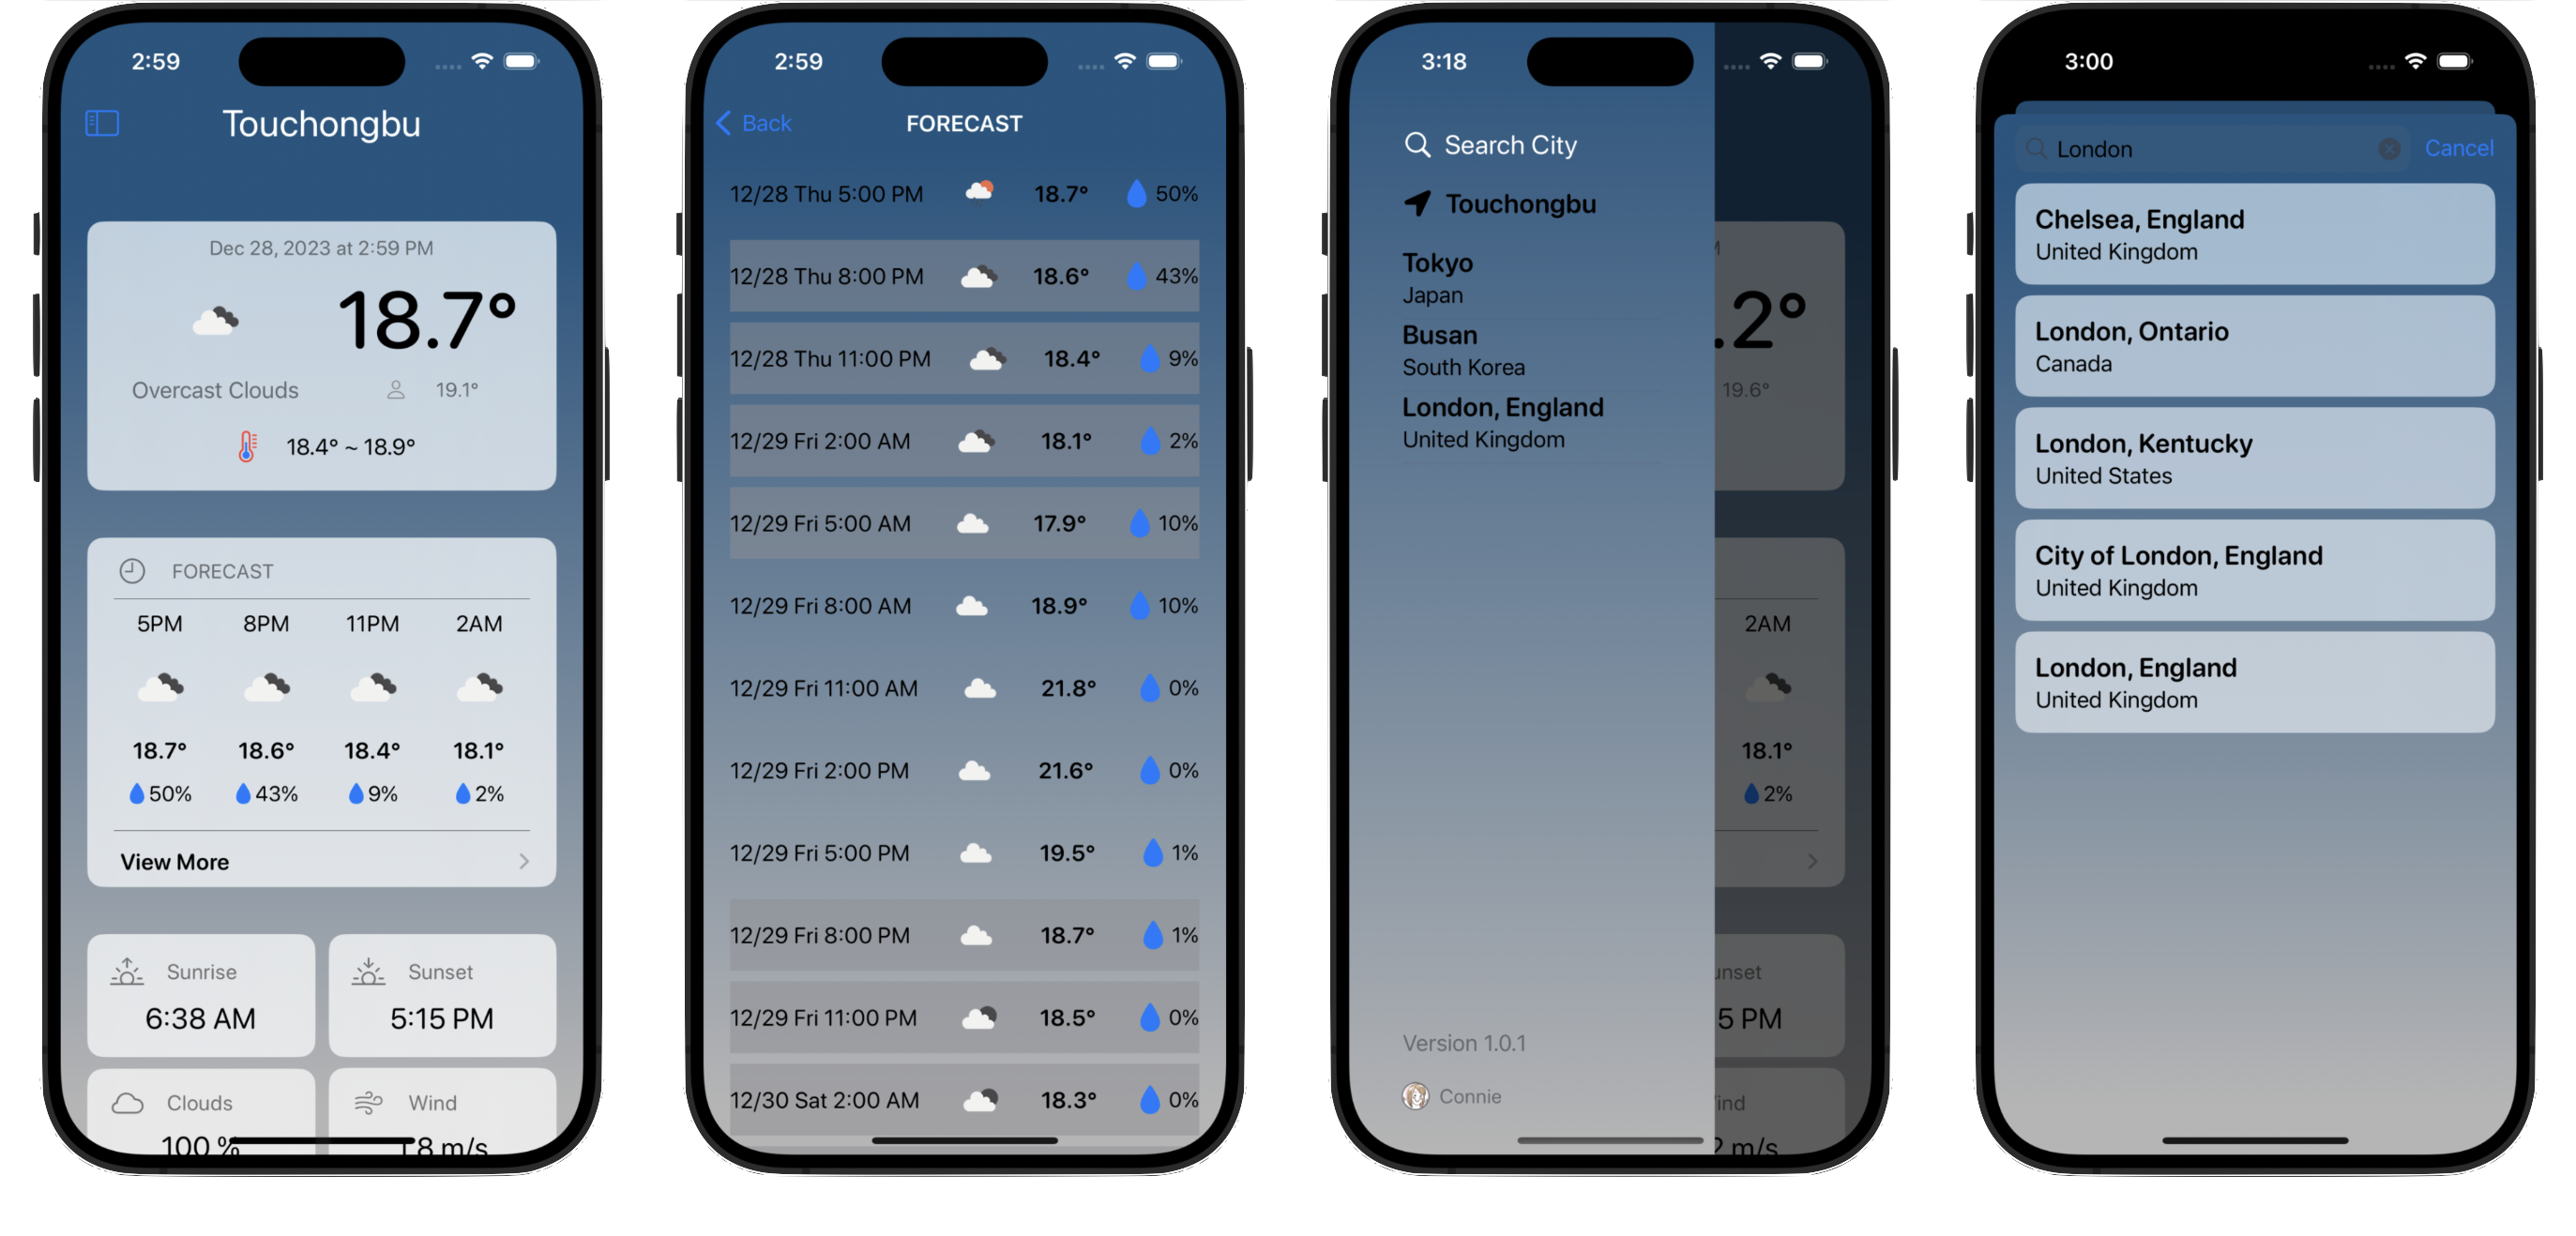 2:59
Touchongbu
Dec 28, 2023 at 2:59 PM
18.7°
Overcast Clouds 19.1°
18.4° ~ 18.9°
FORECAST
5PM 8PM 11PM 2AM
18.7° 18.6° 18.4° 18.1°
50% 43% 9% 2%
View More
Sunrise Sunset
6:38 AM 5:15 PM
Clouds Wind
100 % 8 m/s
2:59
Back FORECAST
12/28 Thu 5:00 PM 18.7° 50%
12/28 Thu 8:00 PM 18.6° 43%
12/28 Thu 11:00 PM 18.4° 9%
12/29 Fri 2:00 AM 18.1° 2%
12/29 Fri 5:00 AM 17.9° 10%
12/29 Fri 8:00 AM 18.9° 10%
12/29 Fri 11:00 AM 21.8° 0%
12/29 Fri 2:00 PM 21.6° 0%
12/29 Fri 5:00 PM 19.5° 1%
12/29 Fri 8:00 PM 18.7° 1%
12/29 Fri 11:00 PM 18.5° 0%
12/30 Sat 2:00 AM 18.3° 0%
3:18
Search City
Touchongbu
Tokyo
Japan
Busan
South Korea
London, England
United Kingdom
Version 1.0.1
Connie
.2°
19.6°
2AM
18.1°
2%
unset
5 PM
ind
m/s
3:00
London Cancel
Chelsea, England
United Kingdom
London, Ontario
Canada
London, Kentucky
United States
City of London, England
United Kingdom
London, England
United Kingdom